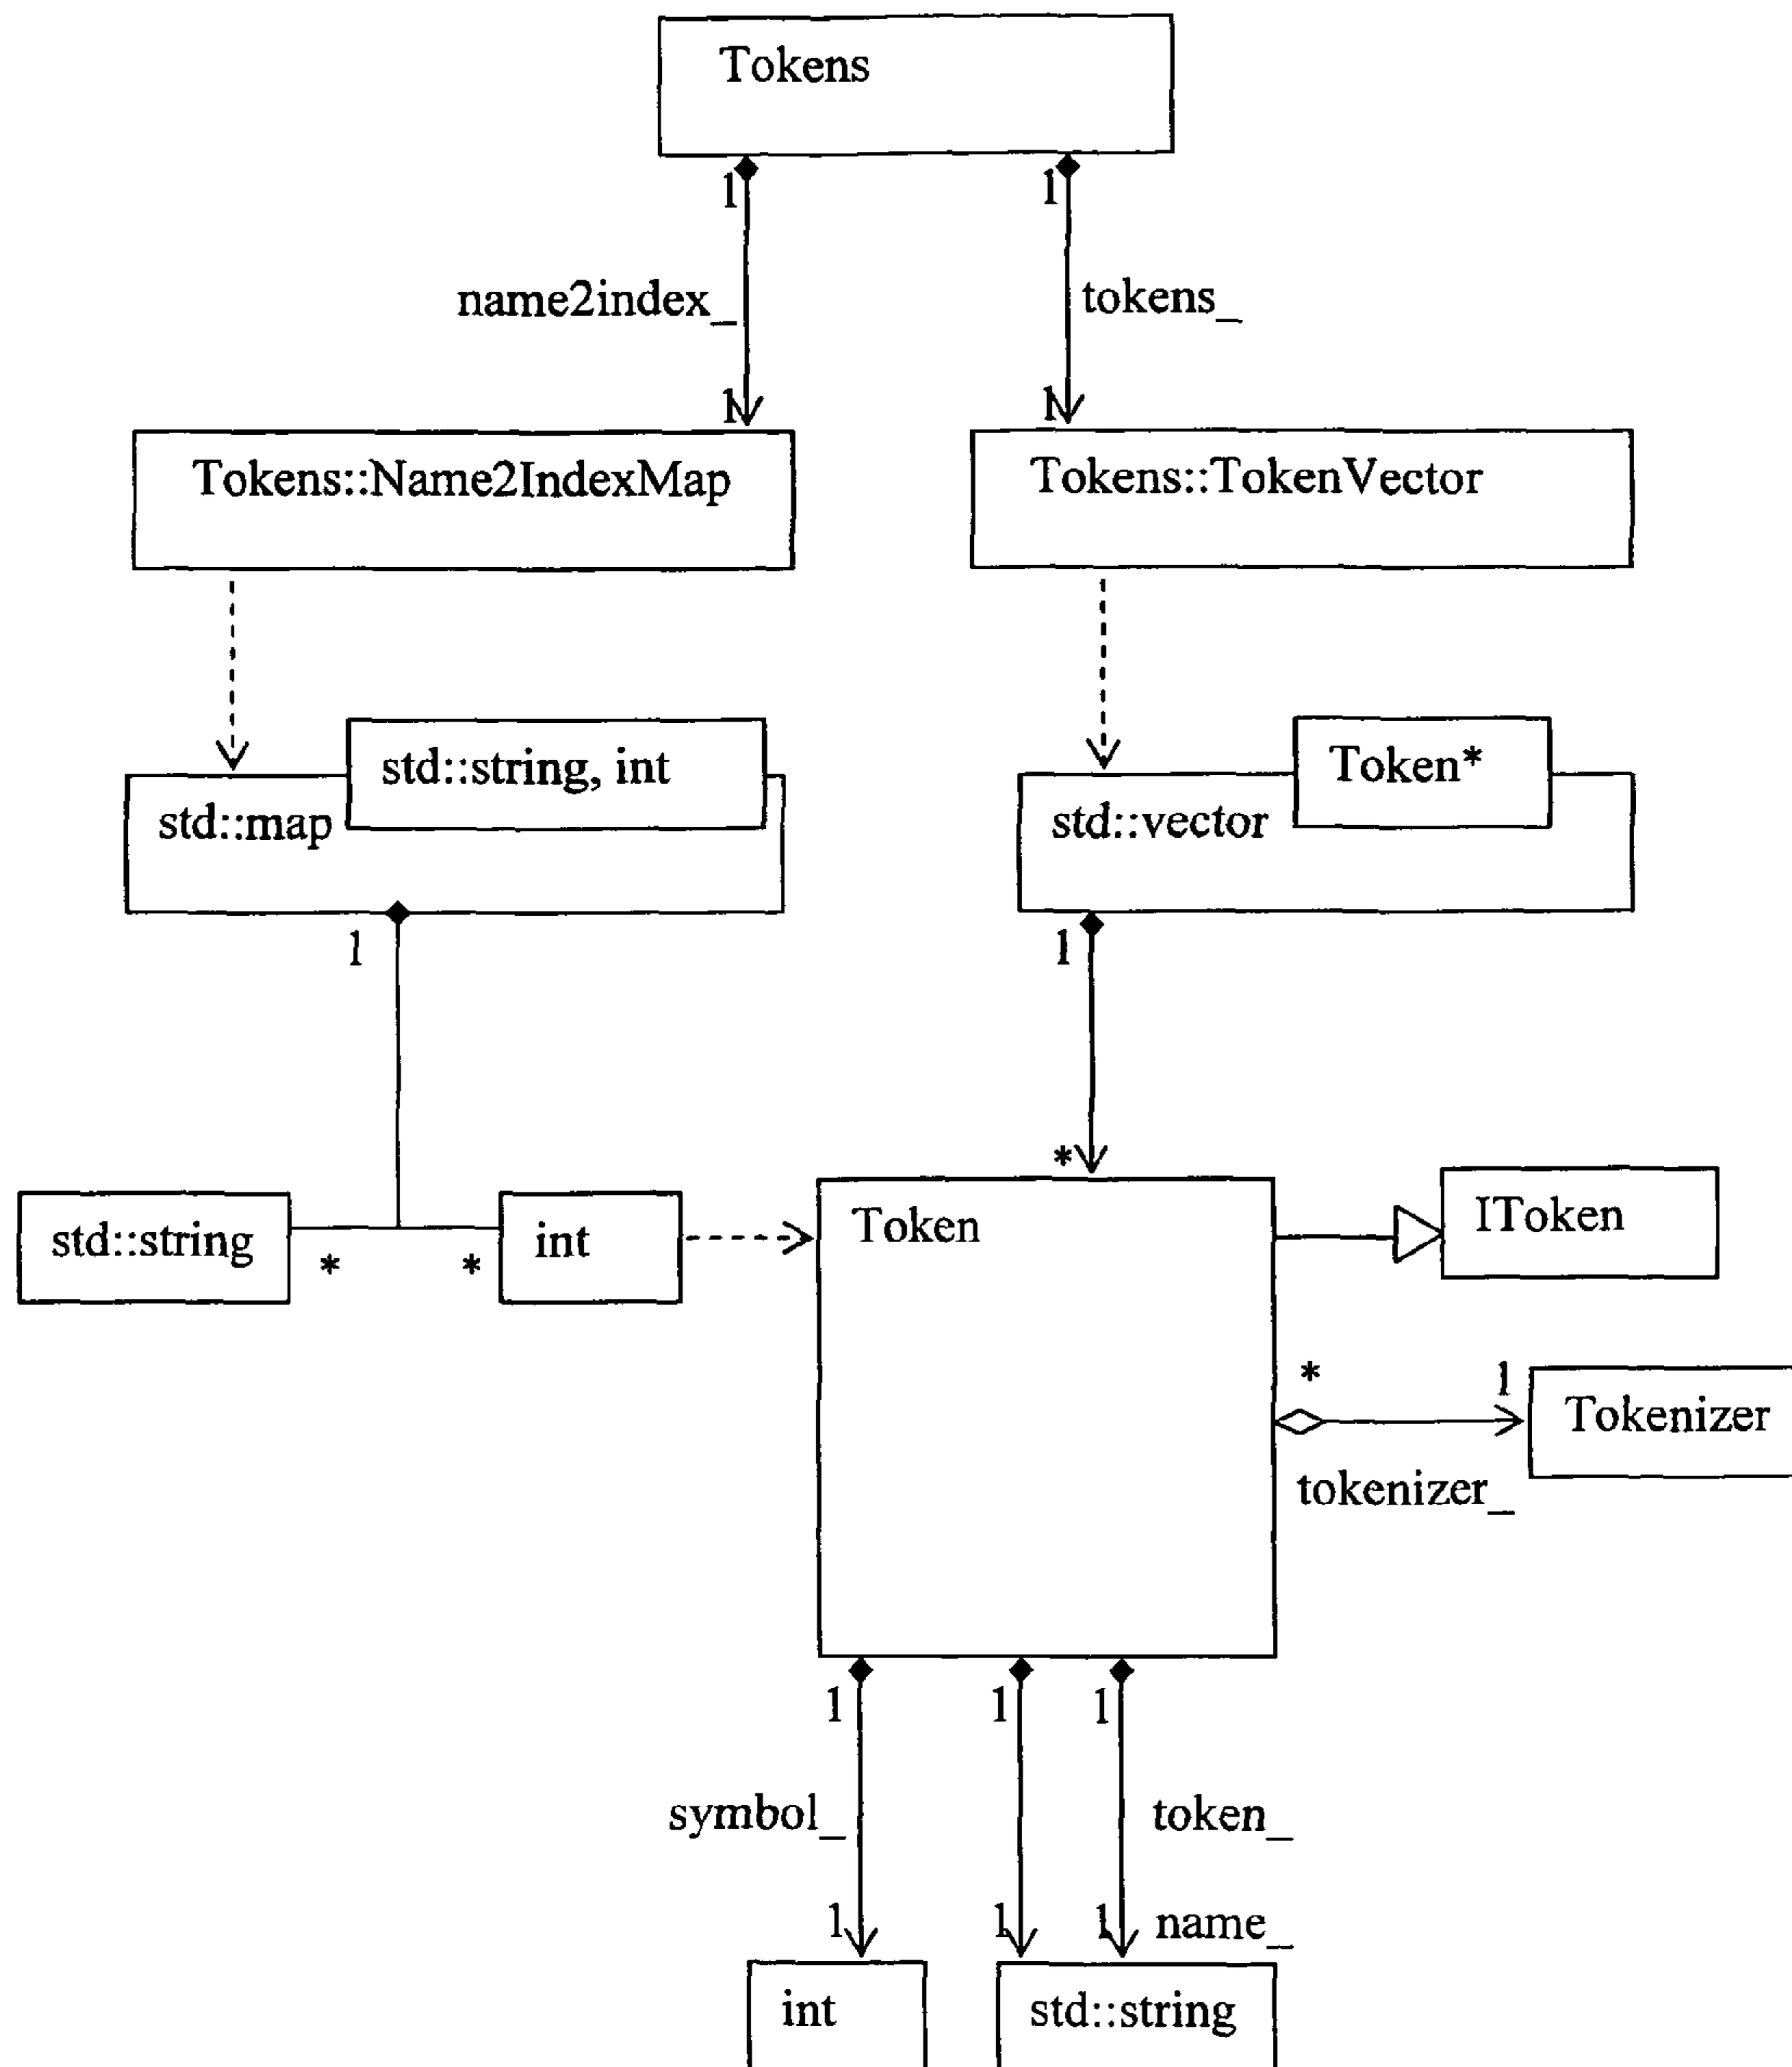 Tokens
1
1
name2index_
tokens_
1
1
Tokens::Name2IndexMap
Tokens::TokenVector
std::string, int
Token*
std::map
std::vector
1
1
*
std::string
*
*
int
Token
IToken
*
1
Tokenizer
tokenizer_
1
1
1
symbol_
token_
1
1
1
name_
int
std::string